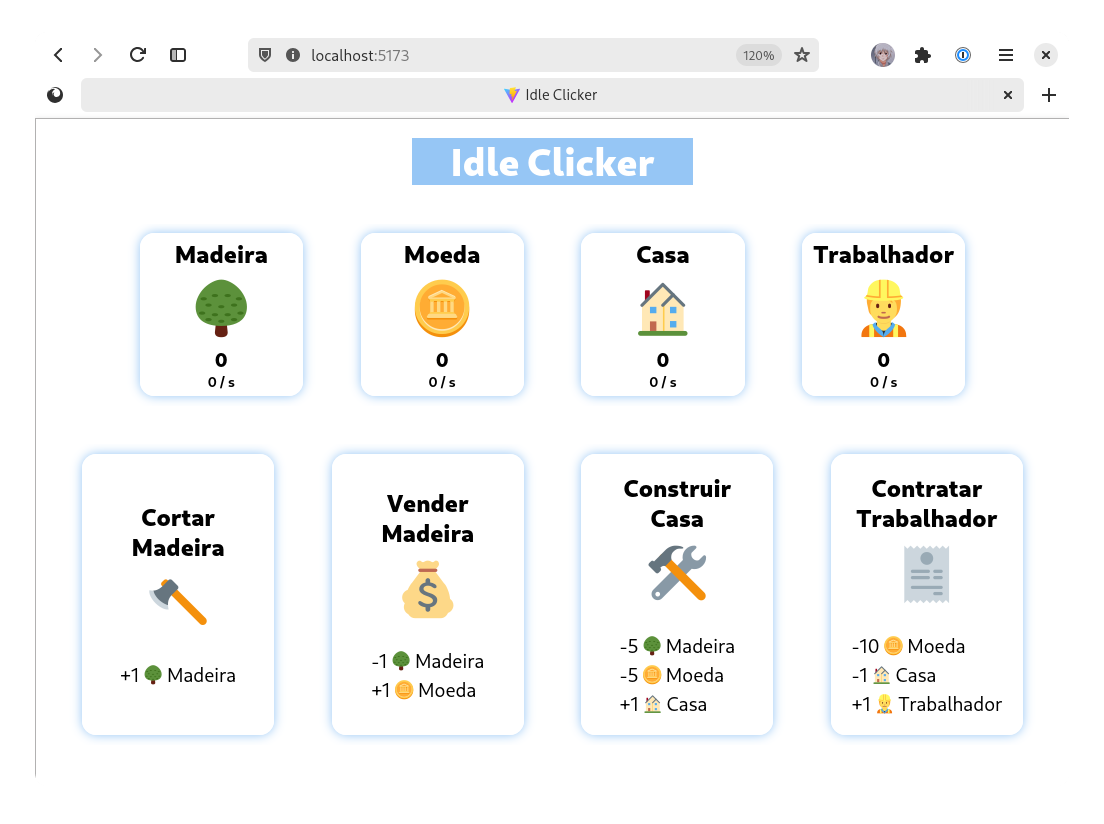 localhost:5173
120%
Idle Clicker
Idle Clicker
Madeira
0
0 / s
Moeda
0
0 / s
Casa
0
0 / s
Trabalhador
0
0 / s
Cortar
Madeira
+1 Madeira
Vender
Madeira
$
-1 Madeira
+1 Moeda
Construir
Casa
-5 Madeira
-5 Moeda
+1 Casa
Contratar
Trabalhador
-10 Moeda
-1 Casa
+1 Trabalhador